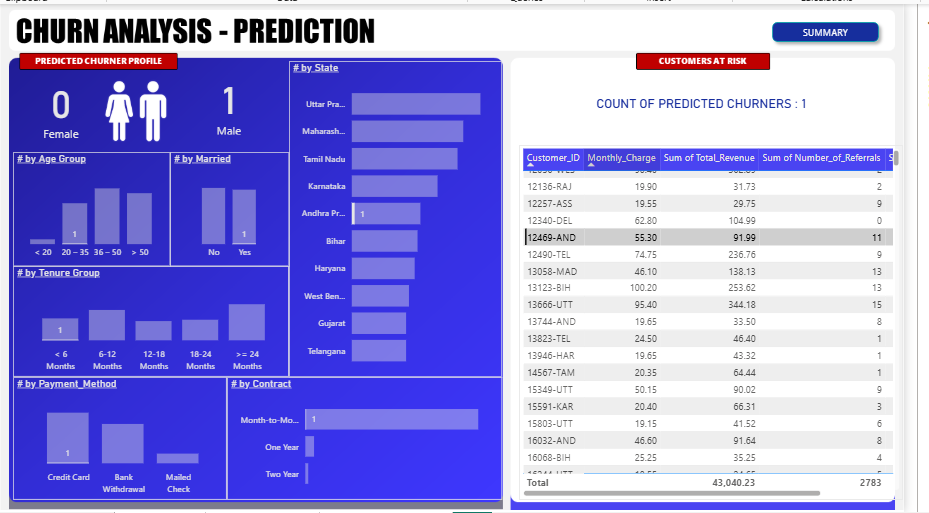 CHURN ANALYSIS - PREDICTION
SUMMARY
PREDICTED CHURNER PROFILE
0
Female
1
Male
# by Age Group
1
< 20 20 – 35 36 – 50 > 50
# by Married
1
No Yes
# by Tenure Group
1
< 6 Months 6-12 Months 12-18 Months 18-24 Months >= 24 Months
# by Payment_Method
1
Credit Card Bank Withdrawal Mailed Check
# by State
Uttar Pra...
Maharash...
Tamil Nadu
Karnataka
Andhra Pr... 1
Bihar
Haryana
West Ben...
Gujarat
Telangana
# by Contract
Month-to-Mo... 1
One Year
Two Year
CUSTOMERS AT RISK
COUNT OF PREDICTED CHURNERS : 1
Customer_ID Monthly_Charge Sum of Total_Revenue Sum of Number_of_Referrals S
12136-RAJ 19.90 31.73 2
12257-ASS 19.55 29.75 9
12340-DEL 62.80 104.99 0
12469-AND 55.30 91.99 11
12490-TEL 74.75 236.76 9
13058-MAD 46.10 138.13 13
13123-BIH 100.20 253.62 13
13666-UTT 95.40 344.18 15
13744-AND 19.65 33.50 8
13823-TEL 24.50 46.40 1
13946-HAR 19.65 43.32 1
14567-TAM 20.35 64.44 1
15349-UTT 50.15 90.02 9
15591-KAR 20.40 66.31 3
15803-UTT 19.15 41.52 6
16032-AND 46.60 91.64 8
16068-BIH 25.25 35.25 4
Total 43,040.23 2783